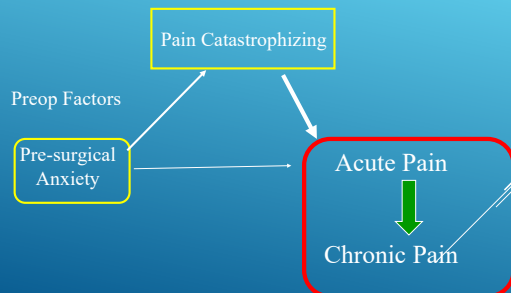 Pain Catastrophizing
Preop Factors
Pre-surgical
Anxiety
Acute Pain
Chronic Pain